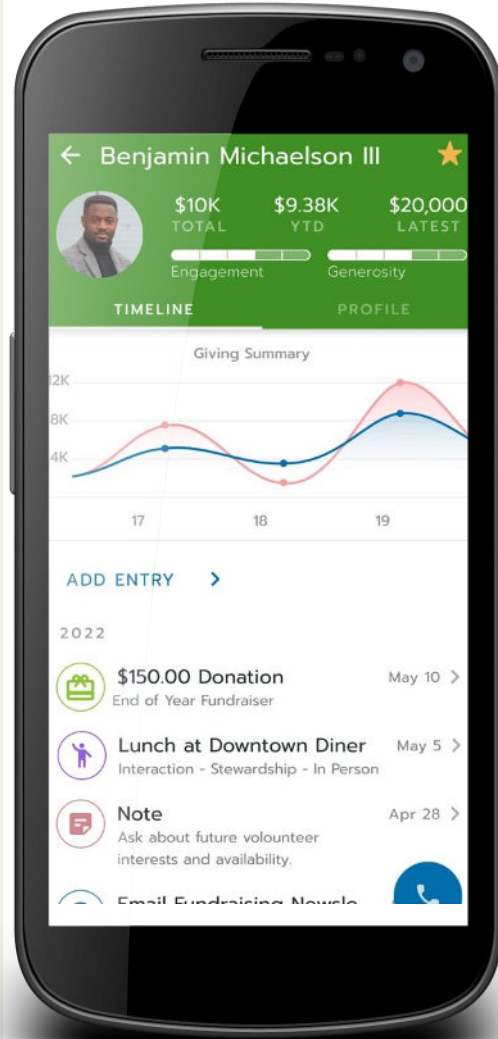 Benjamin Michaelson III
$10K $9.38K $20,000
TOTAL YTD LATEST
Engagement Generosity
TIMELINE PROFILE
Giving Summary
12K
8K
4K
17 18 19
ADD ENTRY
2022
$150.00 Donation May 10
End of Year Fundraiser
Lunch at Downtown Diner May 5
Interaction - Stewardship - In Person
Note Apr 28
Ask about future volounteer
interests and availability.
Email Fundraising